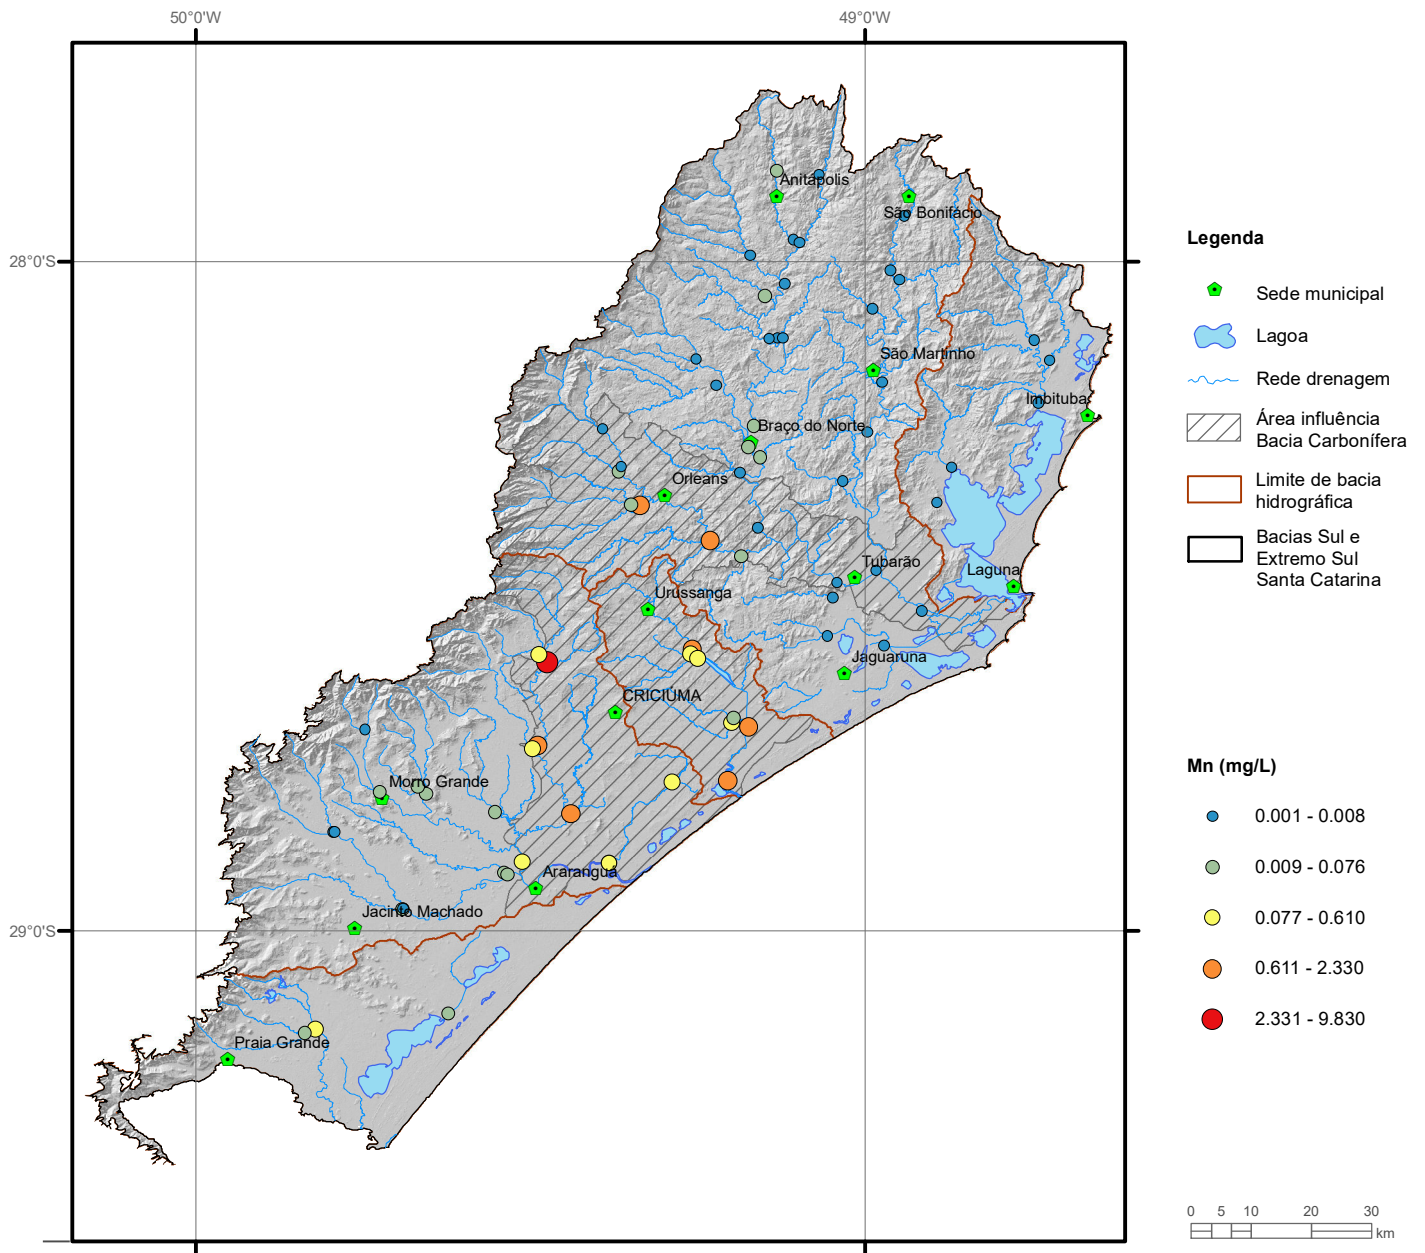 50°0'W
49°0'W
28°0'S
29°0'S
Anitápolis
São Bonifácio
São Martinho
Imbituba
Braço do Norte
Orleans
Tubarão
Laguna
Urussanga
Jaguaruna
CRICIÚMA
Morro Grande
Araranguá
Jacinto Machado
Praia Grande
Legenda
Sede municipal
Lagoa
Rede drenagem
Área influência
Bacia Carbonífera
Limite de bacia
hidrográfica
Bacias Sul e
Extremo Sul
Santa Catarina
Mn (mg/L)
0.001 - 0.008
0.009 - 0.076
0.077 - 0.610
0.611 - 2.330
2.331 - 9.830
0 5 10 20 30
km